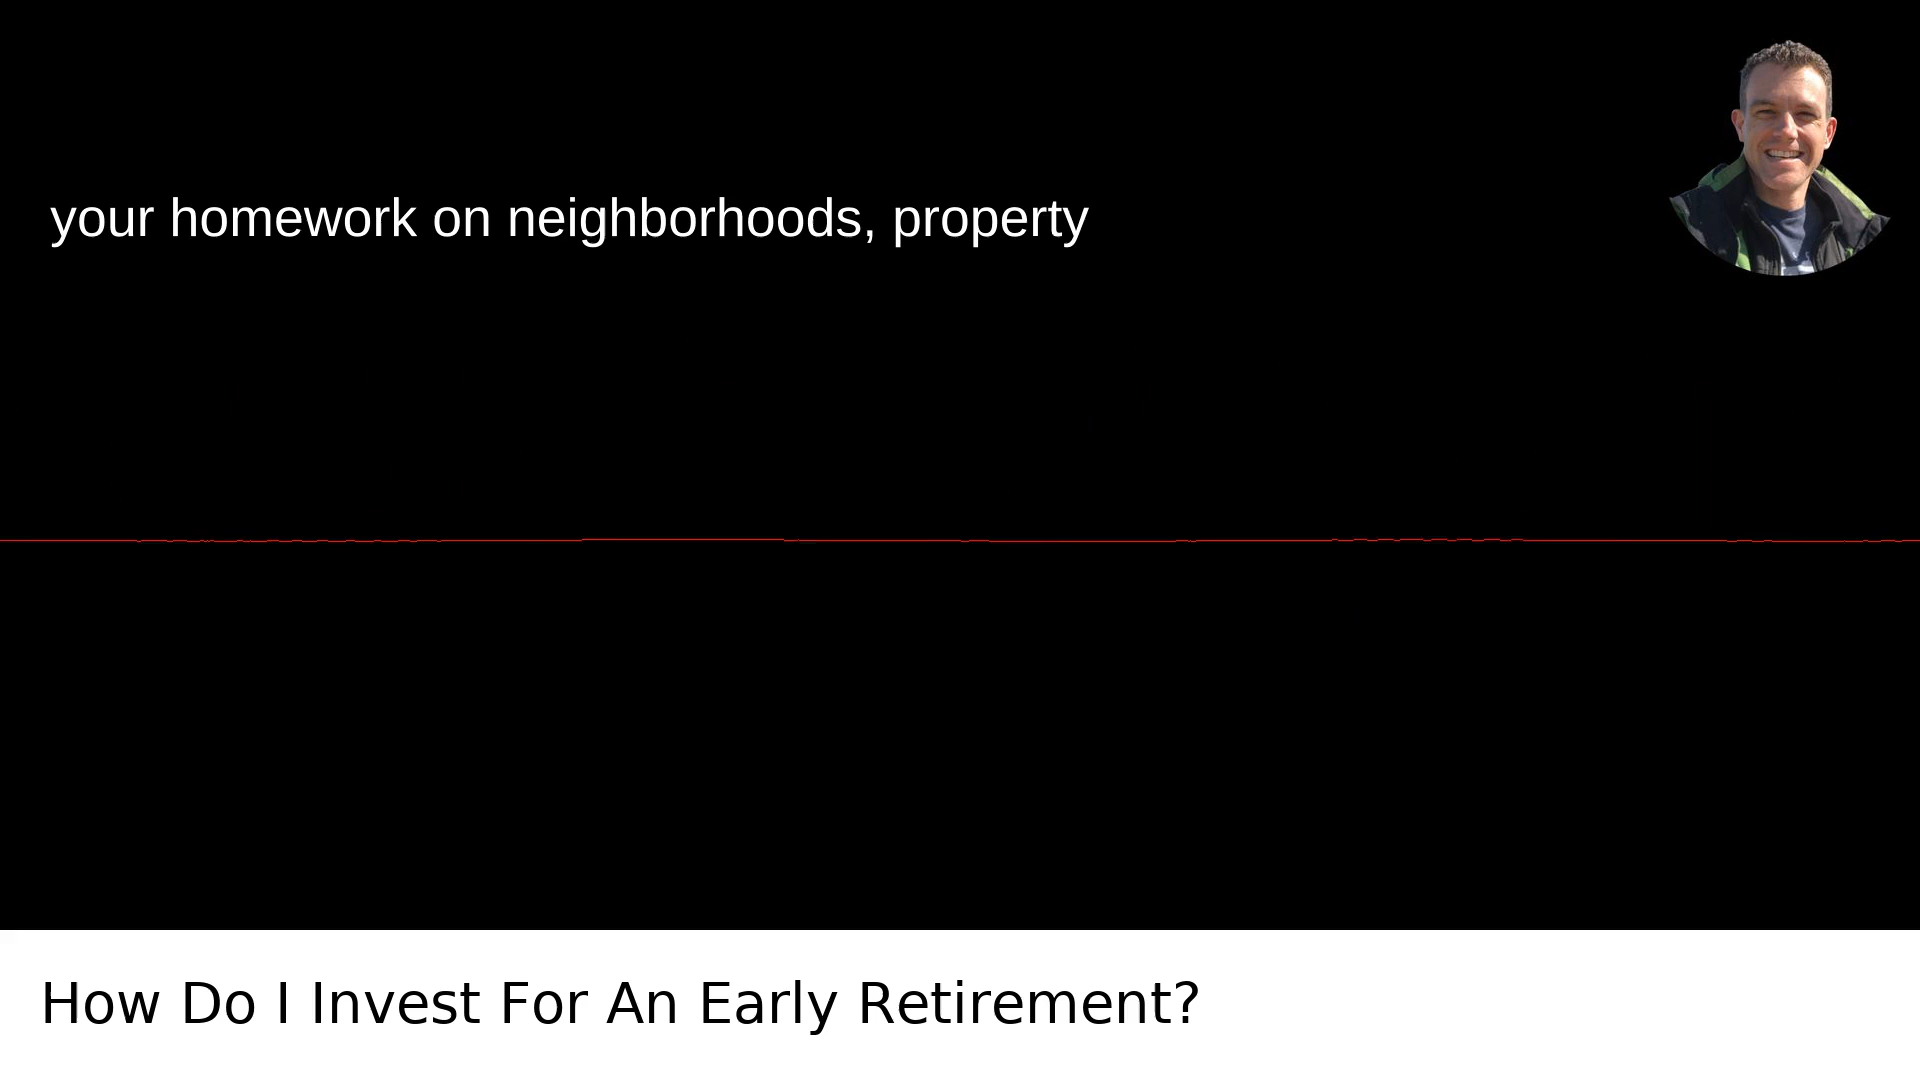 your homework on neighborhoods, property
How Do I Invest For An Early Retirement?